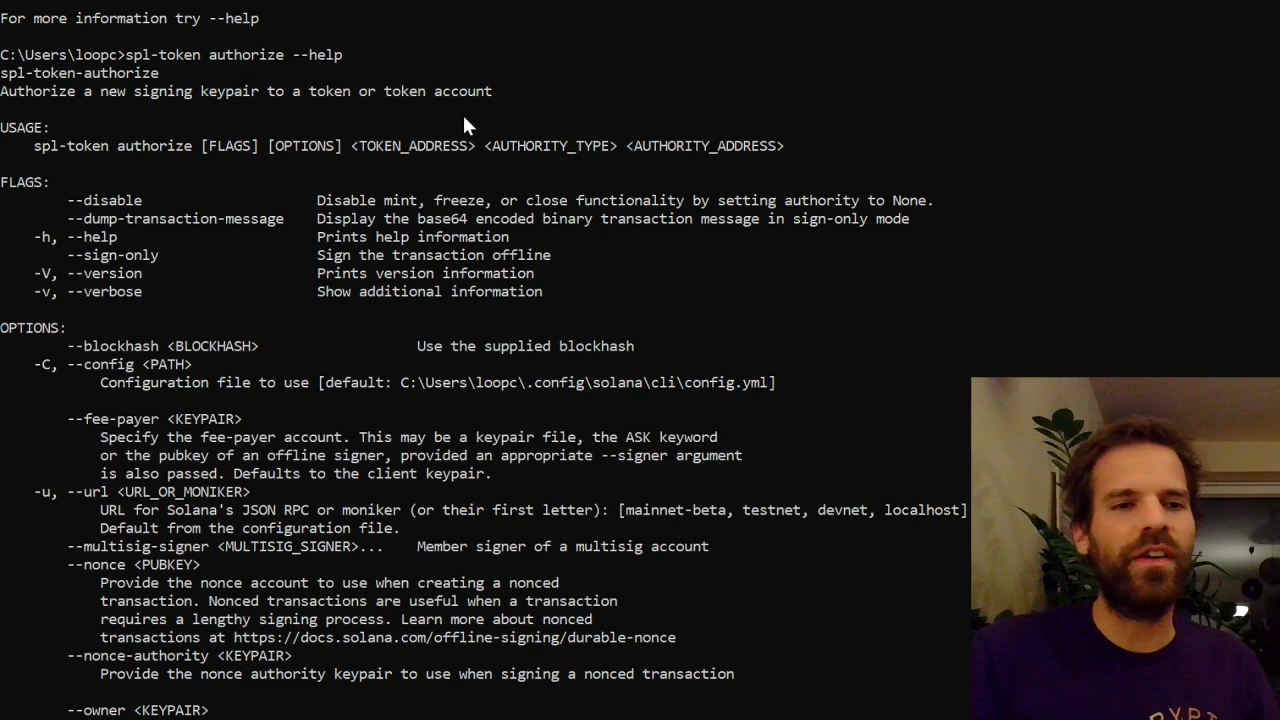 For more information try --help
C:\Users\loopc>spl-token authorize --help
spl-token-authorize
Authorize a new signing keypair to a token or token account
USAGE:
spl-token authorize [FLAGS] [OPTIONS] <TOKEN_ADDRESS> <AUTHORITY_TYPE> <AUTHORITY_ADDRESS>
FLAGS:
--disable Disable mint, freeze, or close functionality by setting authority to None.
--dump-transaction-message Display the base64 encoded binary transaction message in sign-only mode
-h, --help Prints help information
--sign-only Sign the transaction offline
-V, --version Prints version information
-v, --verbose Show additional information
OPTIONS:
--blockhash <BLOCKHASH> Use the supplied blockhash
-C, --config <PATH>
Configuration file to use [default: C:\Users\loopc\.config\solana\cli\config.yml]
--fee-payer <KEYPAIR>
Specify the fee-payer account. This may be a keypair file, the ASK keyword
or the pubkey of an offline signer, provided an appropriate --signer argument
is also passed. Defaults to the client keypair.
-u, --url <URL_OR_MONIKER>
URL for Solana's JSON RPC or moniker (or their first letter): [mainnet-beta, testnet, devnet, localhost]
Default from the configuration file.
--multisig-signer <MULTISIG_SIGNER>... Member signer of a multisig account
--nonce <PUBKEY>
Provide the nonce account to use when creating a nonced
transaction. Nonced transactions are useful when a transaction
requires a lengthy signing process. Learn more about nonced
transactions at https://docs.solana.com/offline-signing/durable-nonce
--nonce-authority <KEYPAIR>
Provide the nonce authority keypair to use when signing a nonced transaction
--owner <KEYPAIR>